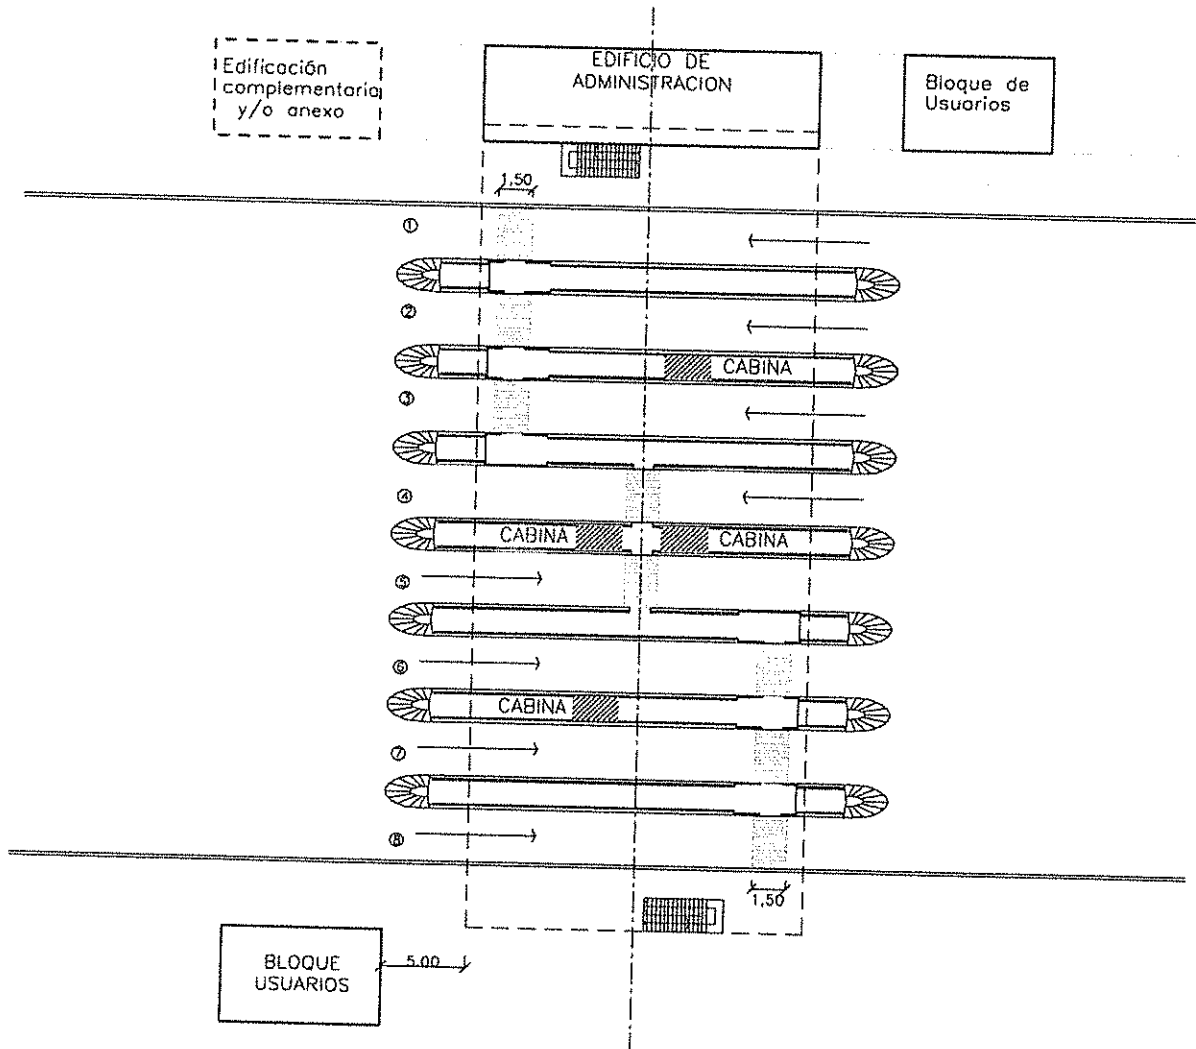 Edificación
complementaria
y/o anexo
EDIFICIO DE
ADMINISTRACION
Bloque de
Usuarios
1,50
①
②
CABINA
③
④
CABINA
CABINA
⑤
⑥
CABINA
⑦
⑧
1,50
BLOQUE
USUARIOS
5.00